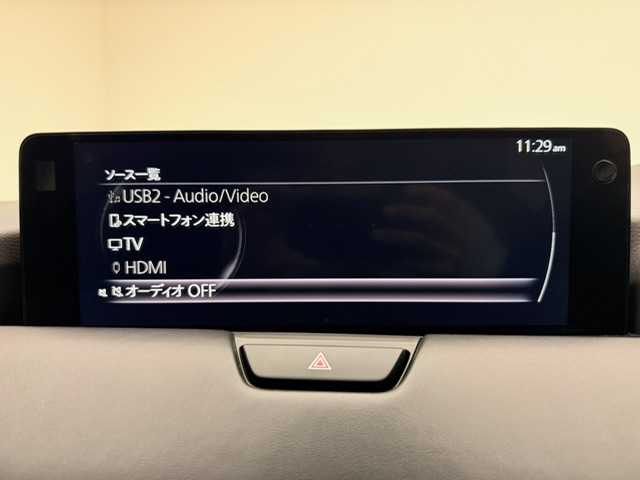 11:29am
ソース一覧
USB2 - Audio/Video
スマートフォン連携
TV
HDMI
オーディオ OFF